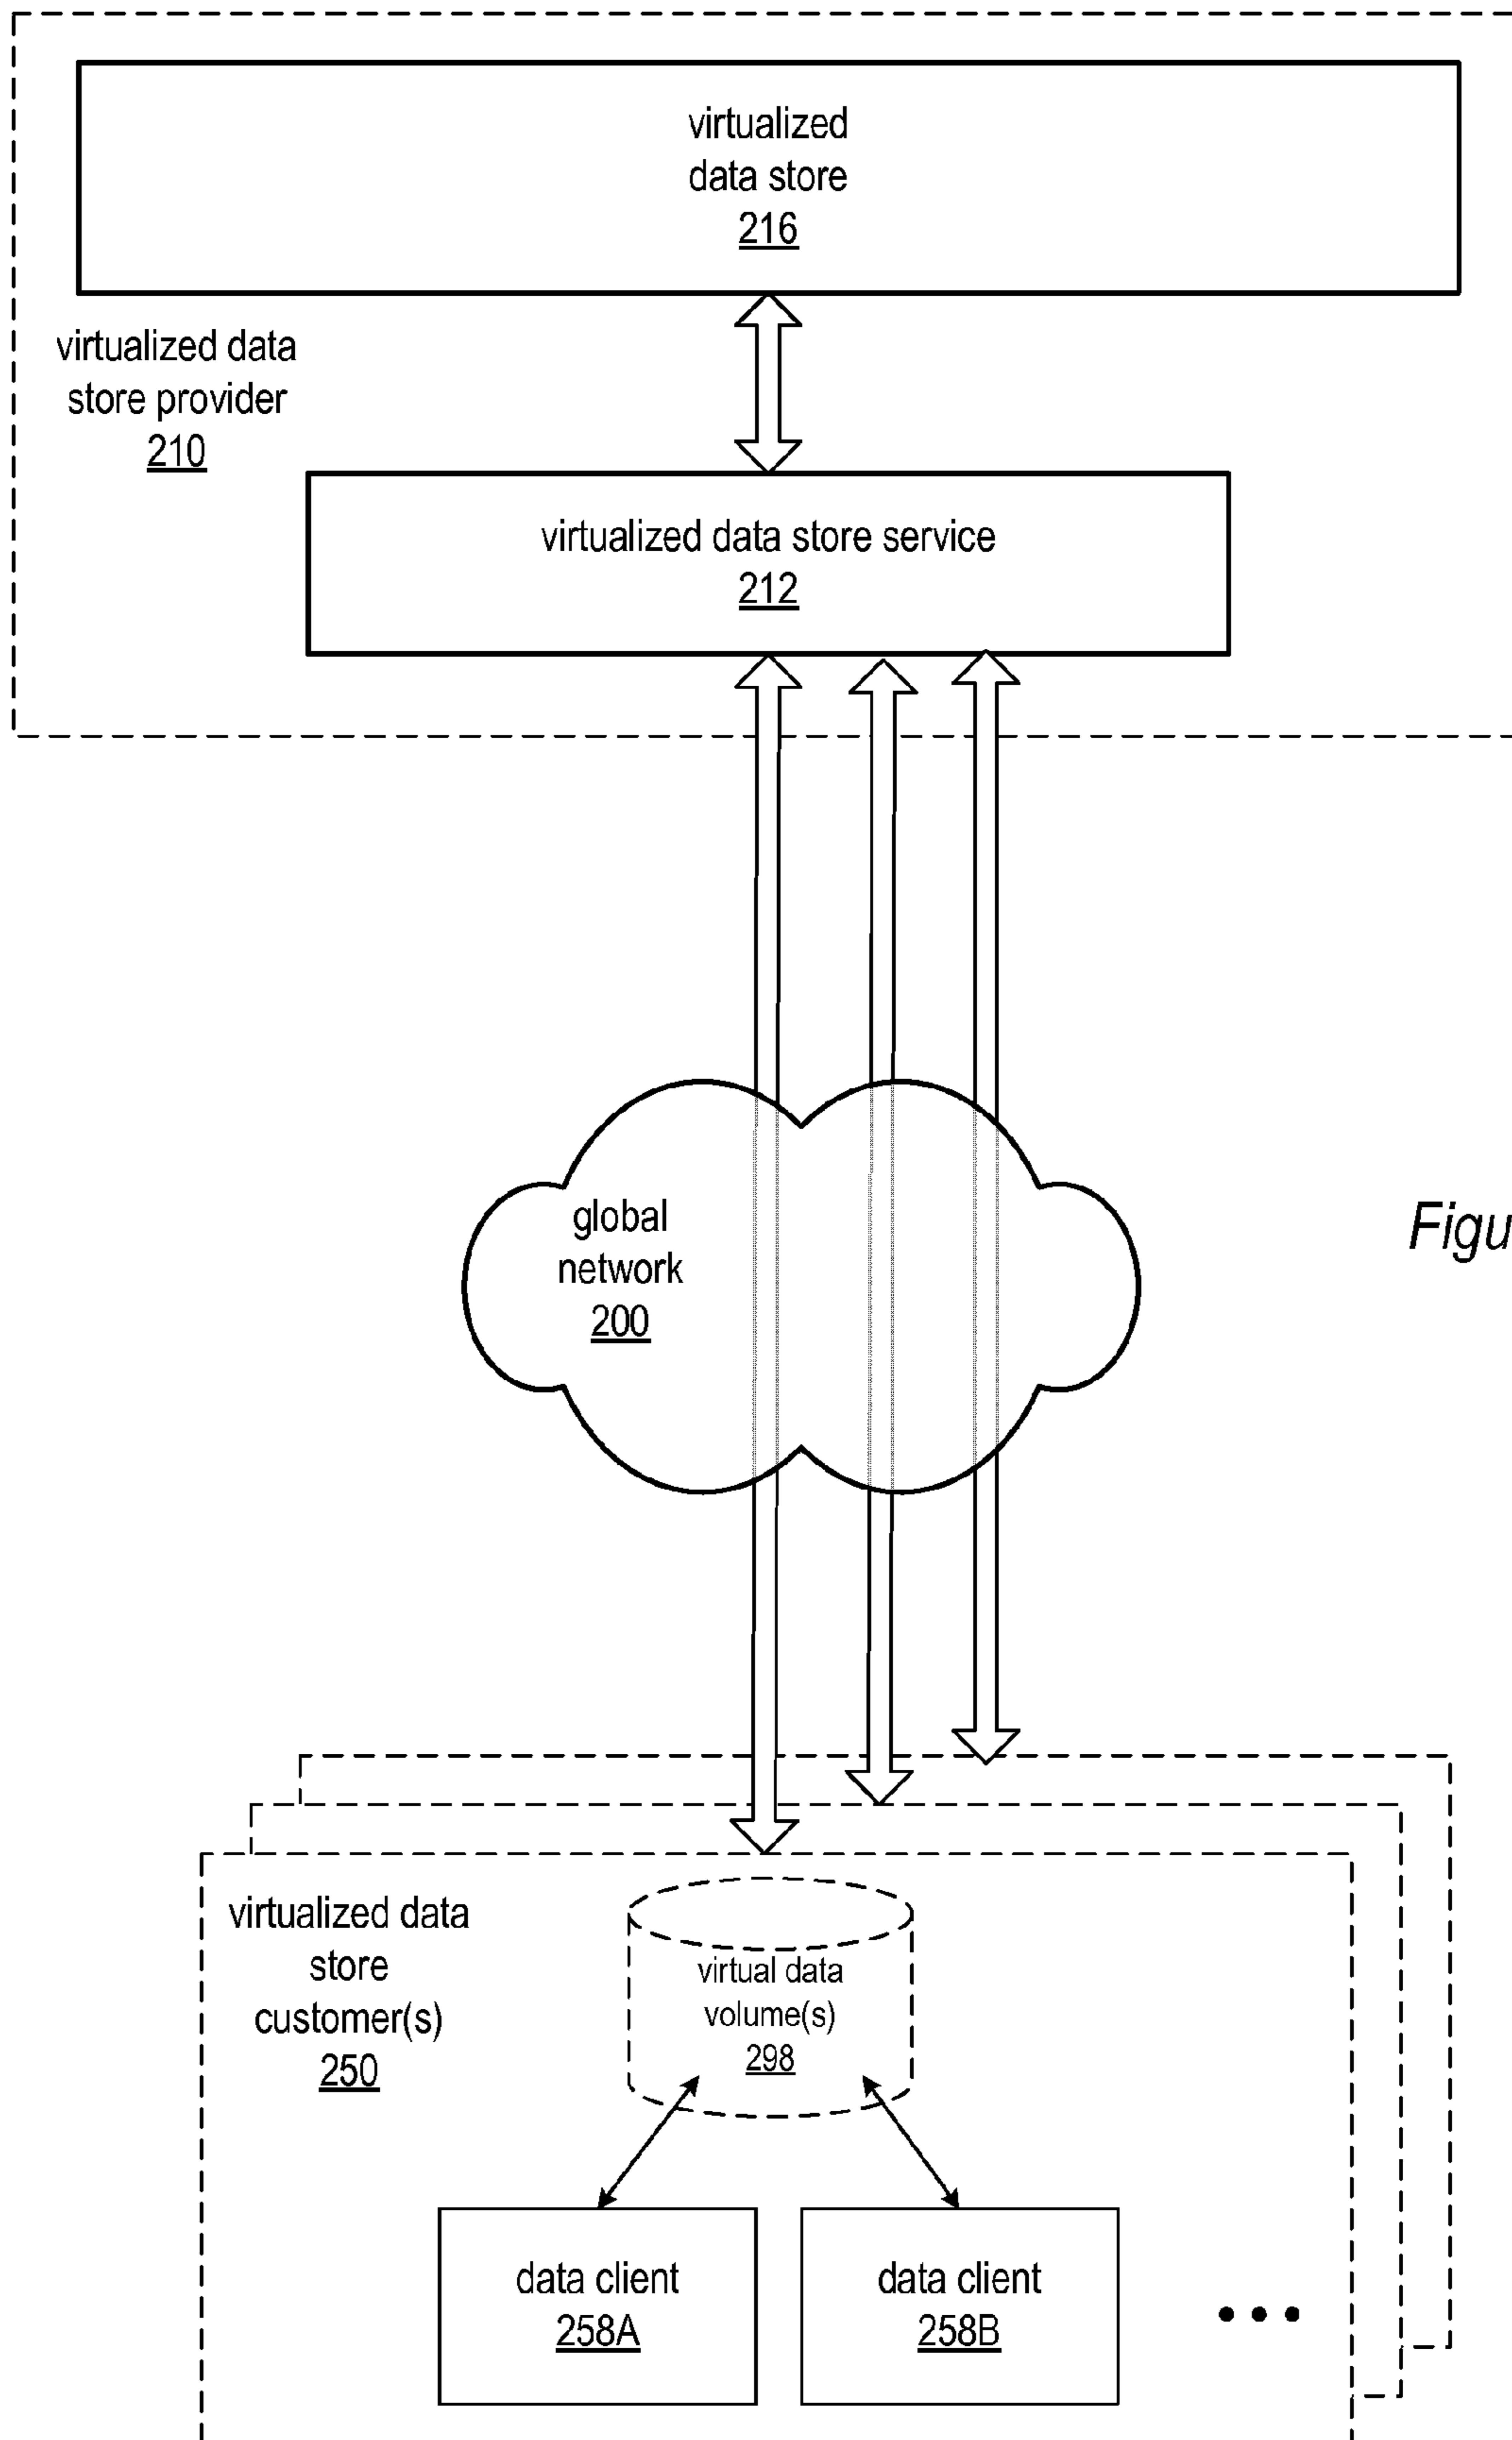 virtualized
data store
216
virtualized data
store provider
210
virtualized data store service
212
global
network
200
Figu
virtualized data
store
customer(s)
250
virtual data
volume(s)
298
data client
258A
data client
258B